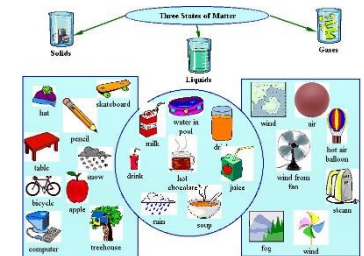 Three States of Matter
Solids
Liquids
Gases
hat
skateboard
pencil
table
snow
bicycle
apple
computer
treehouse
milk
water in
pool
drink
hot
chocolate
juice
rain
soup
wind
air
hot air
balloon
wind from
fan
steam
fog
wind